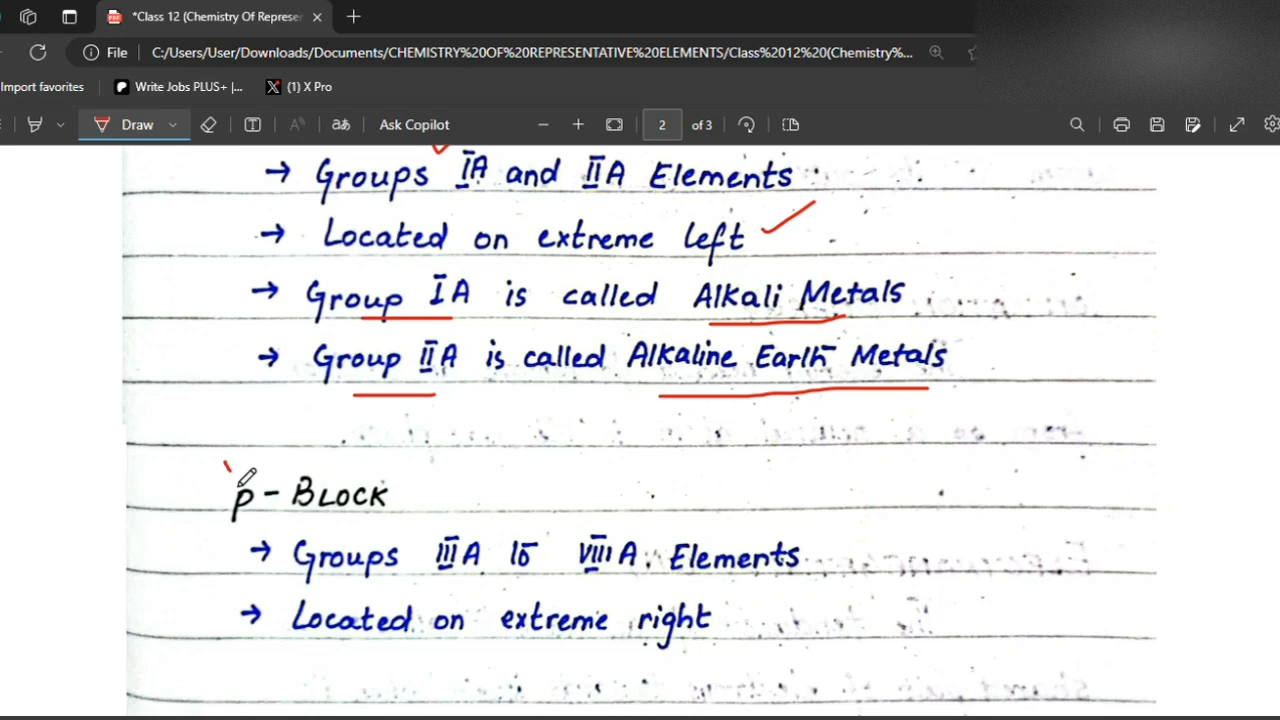 *Class 12 (Chemistry Of Represer
File C:/Users/User/Downloads/Documents/CHEMISTRY%20OF%20REPRESENTATIVE%20ELEMENTS/Class%2012%20(Chemistry%...
Import favorites Write Jobs PLUS+ |... (1) X Pro
Draw aあ Ask Copilot 2 of 3
→ Groups IA and IIA Elements
→ Located on extreme left
→ Group IA is called Alkali Metals
→ Group IIA is called Alkaline Earth Metals
p - BLOCK
→ Groups IIIA to VIIIA Elements
→ Located on extreme right